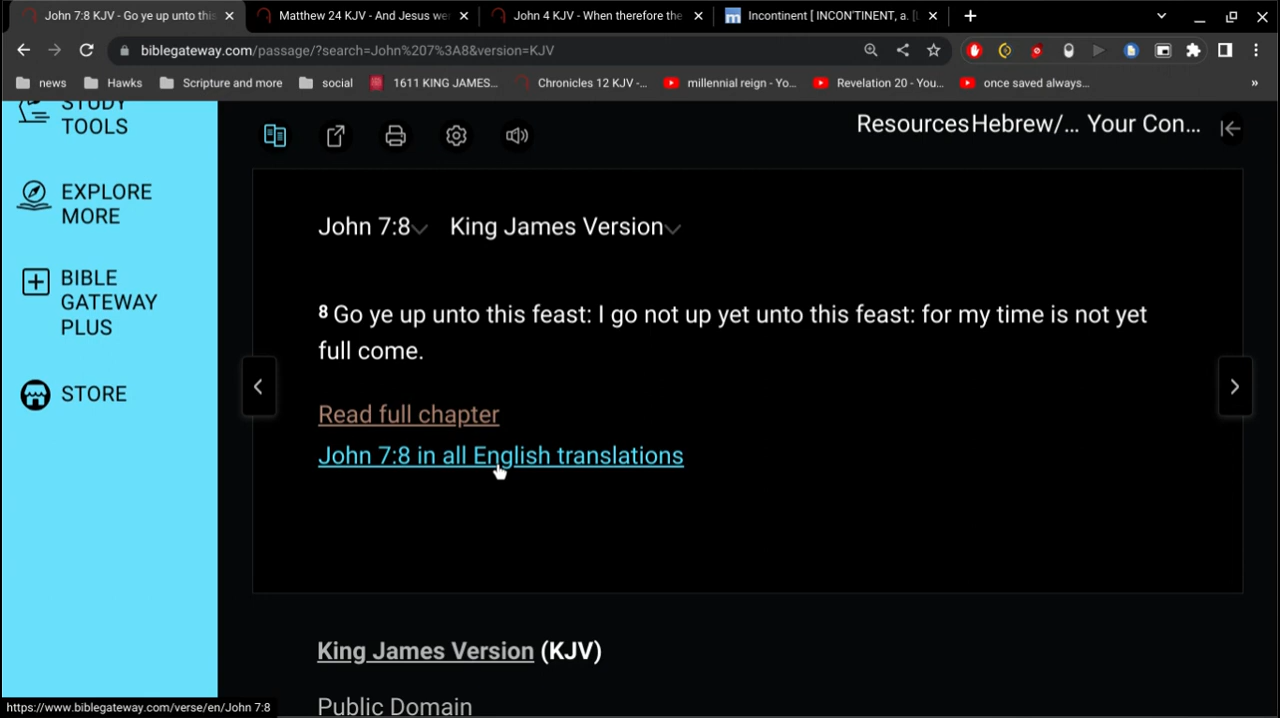 John 7:8 KJV - Go ye up unto this
Matthew 24 KJV - And Jesus wer
John 4 KJV - When therefore the
Incontinent [ INCON'TINENT, a. [L
biblegateway.com/passage/?search=John%207%3A8&version=KJV
news
Hawks
Scripture and more
social
1611 KING JAMES...
Chronicles 12 KJV -...
millennial reign - Yo...
Revelation 20 - You...
once saved always...
»
STUDY
TOOLS
EXPLORE
MORE
BIBLE
GATEWAY
PLUS
STORE
Resources Hebrew/... Your Con...
John 7:8 King James Version
8 Go ye up unto this feast: I go not up yet unto this feast: for my time is not yet
full come.
Read full chapter
John 7:8 in all English translations
King James Version (KJV)
Public Domain
https://www.biblegateway.com/verse/en/John 7:8